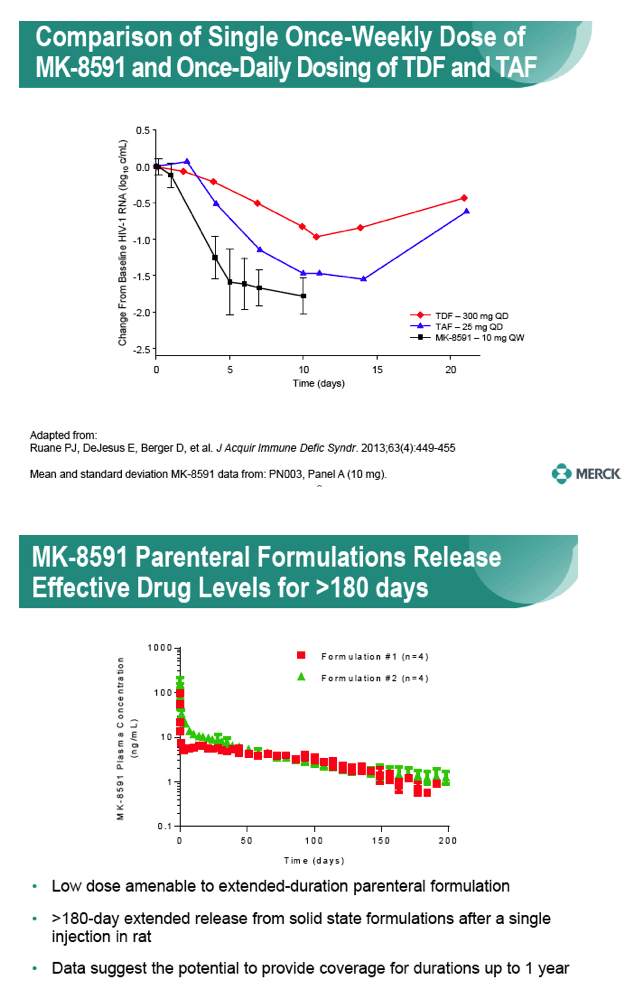 Comparison of Single Once-Weekly Dose of
MK-8591 and Once-Daily Dosing of TDF and TAF
Change From Baseline HIV-1 RNA (log10 c/mL)
0.5
0.0
-0.5
-1.0
-1.5
-2.0
-2.5
TDF – 300 mg QD
TAF – 25 mg QD
MK-8591 – 10 mg QW
0 5 10 15 20
Time (days)
Adapted from:
Ruane PJ, DeJesus E, Berger D, et al. J Acquir Immune Defic Syndr. 2013;63(4):449-455
Mean and standard deviation MK-8591 data from: PN003, Panel A (10 mg).
MERCK
MK-8591 Parenteral Formulations Release
Effective Drug Levels for >180 days
MK-8591 Plasma Concentration
(ng/mL)
1000
100
10
1
0.1
Formulation #1 (n=4)
Formulation #2 (n=4)
0 50 100 150 200
Time (days)
• Low dose amenable to extended-duration parenteral formulation
• >180-day extended release from solid state formulations after a single
injection in rat
• Data suggest the potential to provide coverage for durations up to 1 year